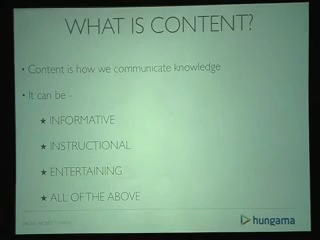 WHAT IS CONTENT?
• Content is how we communicate knowledge
• It can be -
★ INFORMATIVE
★ INSTRUCTIONAL
★ ENTERTAINING
★ ALL OF THE ABOVE
hungama